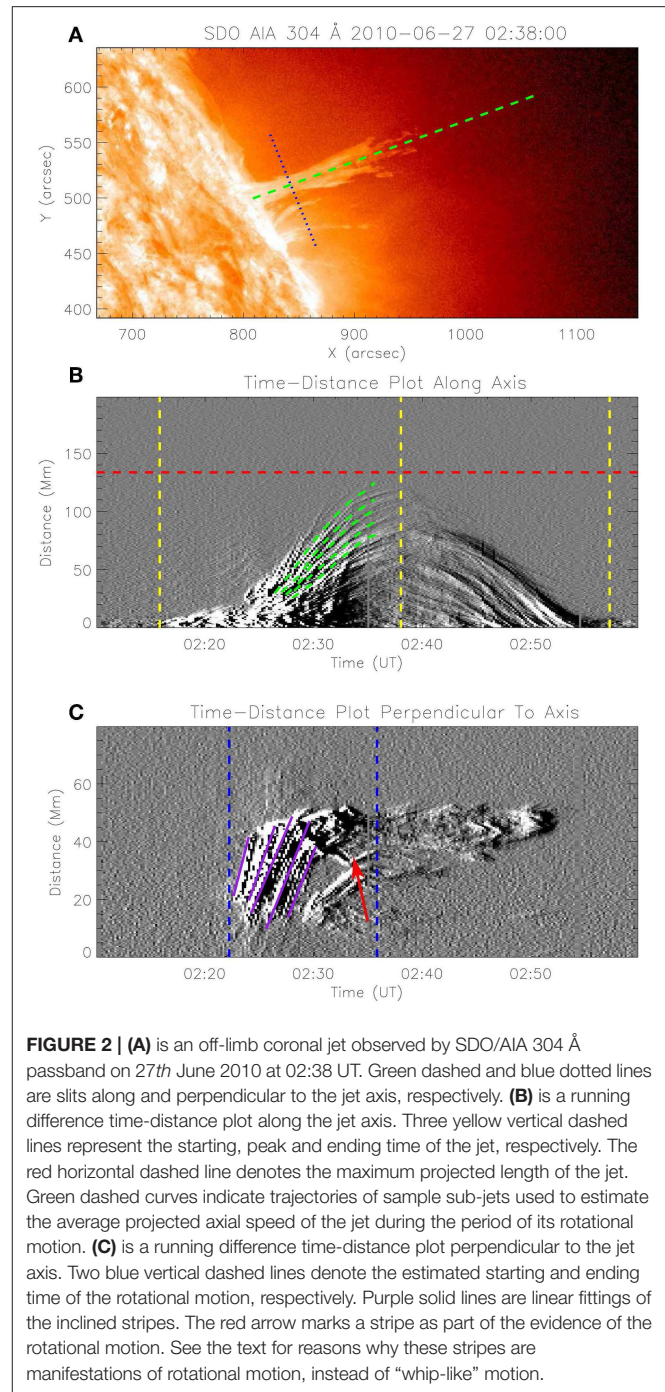 A
SDO AIA 304 Å 2010-06-27 02:38:00
600
550
500
450
400
Y (arcsec)
700 800 900 1000 1100
X (arcsec)
B
Time-Distance Plot Along Axis
150
100
50
0
Distance (Mm)
02:20 02:30 02:40 02:50
Time (UT)
C
Time-Distance Plot Perpendicular To Axis
60
40
20
0
Distance (Mm)
02:20 02:30 02:40 02:50
Time (UT)
FIGURE 2 | (A) is an off-limb coronal jet observed by SDO/AIA 304 Å
passband on 27th June 2010 at 02:38 UT. Green dashed and blue dotted lines
are slits along and perpendicular to the jet axis, respectively. (B) is a running
difference time-distance plot along the jet axis. Three yellow vertical dashed
lines represent the starting, peak and ending time of the jet, respectively. The
red horizontal dashed line denotes the maximum projected length of the jet.
Green dashed curves indicate trajectories of sample sub-jets used to estimate
the average projected axial speed of the jet during the period of its rotational
motion. (C) is a running difference time-distance plot perpendicular to the jet
axis. Two blue vertical dashed lines denote the estimated starting and ending
time of the rotational motion, respectively. Purple solid lines are linear fittings of
the inclined stripes. The red arrow marks a stripe as part of the evidence of the
rotational motion. See the text for reasons why these stripes are
manifestations of rotational motion, instead of “whip-like” motion.